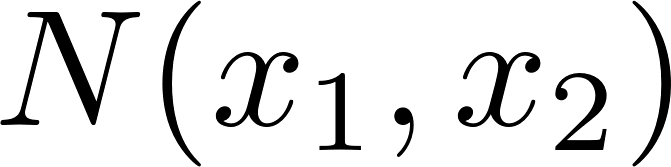 N(x₁, x₂)